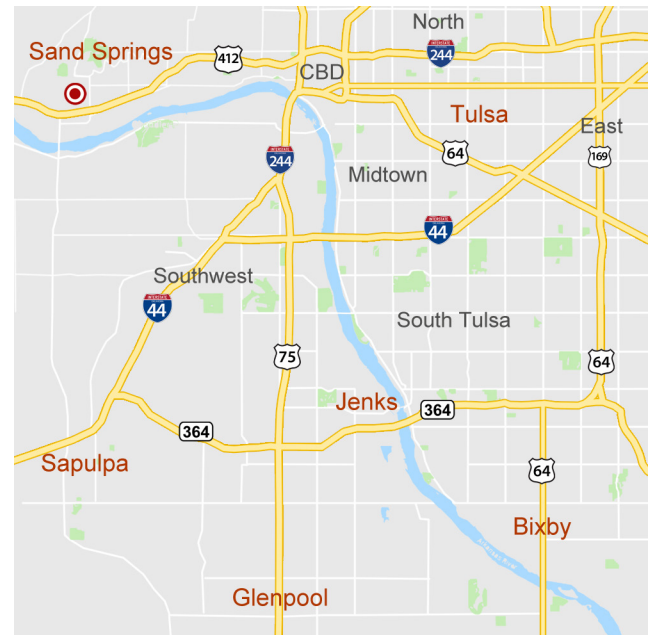 North
Sand Springs
412
244
CBD
Tulsa
East
64
169
244
Midtown
44
Southwest
44
South Tulsa
75
64
Jenks
364
364
Sapulpa
64
Bixby
Glenpool